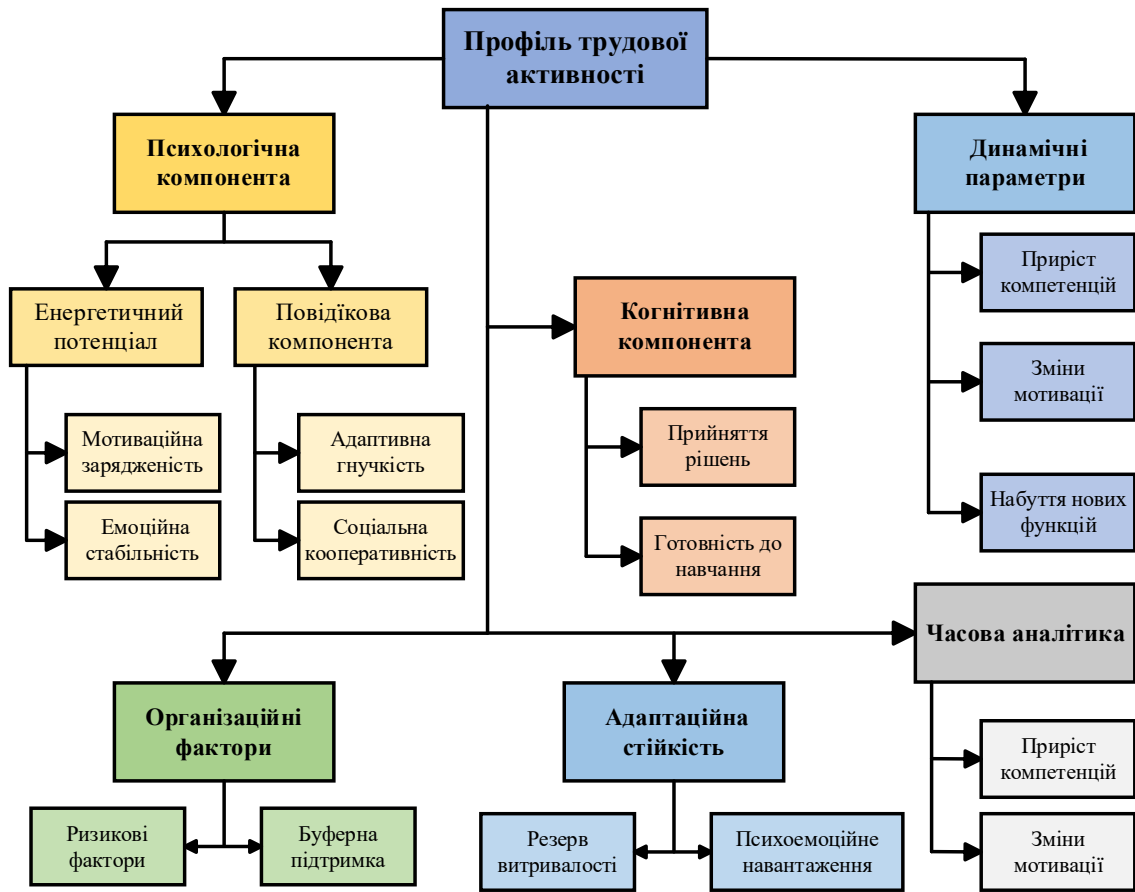 Профіль трудової
активності
Психологічна
компонента
Динамічні
параметри
Енергетичний
потенціал
Повідїкова
компонента
Мотиваційна
зарядженість
Емоційна
стабільність
Адаптивна
гнучкість
Соціальна
кооперативність
Когнітивна
компонента
Прийняття
рішень
Готовність до
навчання
Приріст
компетенцій
Зміни
мотивації
Набуття нових
функцій
Організаційні
фактори
Ризикові
фактори
Буферна
підтримка
Адаптаційна
стійкість
Резерв
витривалості
Психоемоційне
навантаження
Часова аналітика
Приріст
компетенцій
Зміни
мотивації